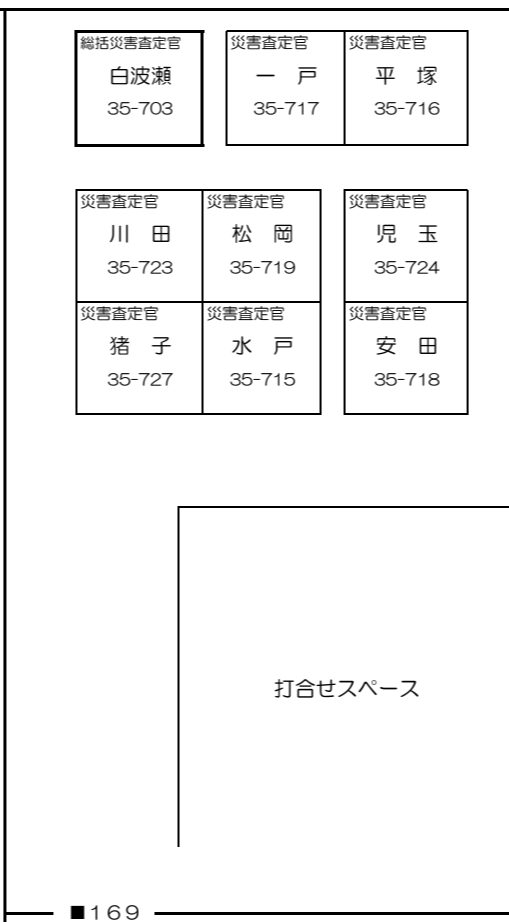 総括災害査定官
白波瀬
35-703
災害査定官
一　戸
35-717
災害査定官
平　塚
35-716
災害査定官
川　田
35-723
災害査定官
松　岡
35-719
災害査定官
児　玉
35-724
災害査定官
猪　子
35-727
災害査定官
水　戸
35-715
災害査定官
安　田
35-718
打合せスペース
■169